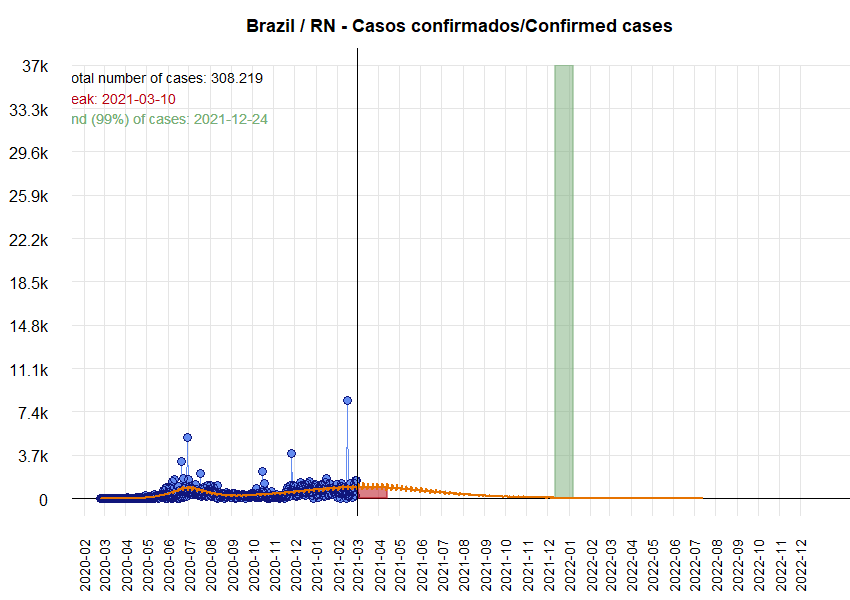 Brazil / RN - Casos confirmados/Confirmed cases
37k
33.3k
29.6k
25.9k
22.2k
18.5k
14.8k
11.1k
7.4k
3.7k
0
otal number of cases: 308.219
eak: 2021-03-10
nd (99%) of cases: 2021-12-24
2020-02
2020-03
2020-04
2020-05
2020-06
2020-07
2020-08
2020-09
2020-10
2020-11
2020-12
2021-01
2021-02
2021-03
2021-04
2021-05
2021-06
2021-07
2021-08
2021-09
2021-10
2021-11
2021-12
2022-01
2022-02
2022-03
2022-04
2022-05
2022-06
2022-07
2022-08
2022-09
2022-10
2022-11
2022-12